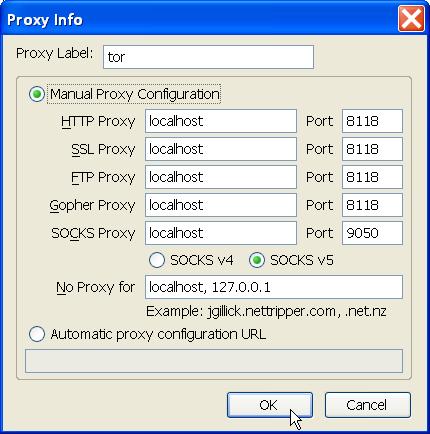 Proxy Info
Proxy Label: tor
Manual Proxy Configuration
HTTP Proxy localhost Port 8118
SSL Proxy localhost Port 8118
FTP Proxy localhost Port 8118
Gopher Proxy localhost Port 8118
SOCKS Proxy localhost Port 9050
SOCKS v4 SOCKS v5
No Proxy for localhost, 127.0.0.1
Example: jgillick.nettripper.com, .net.nz
Automatic proxy configuration URL
OK Cancel